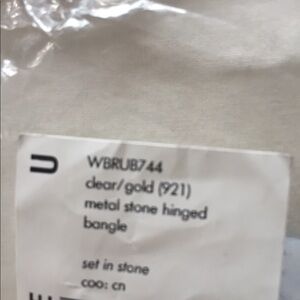 WBRUB744
clear/gold (921)
metal stone hinged
bangle
set in stone
coo: cn